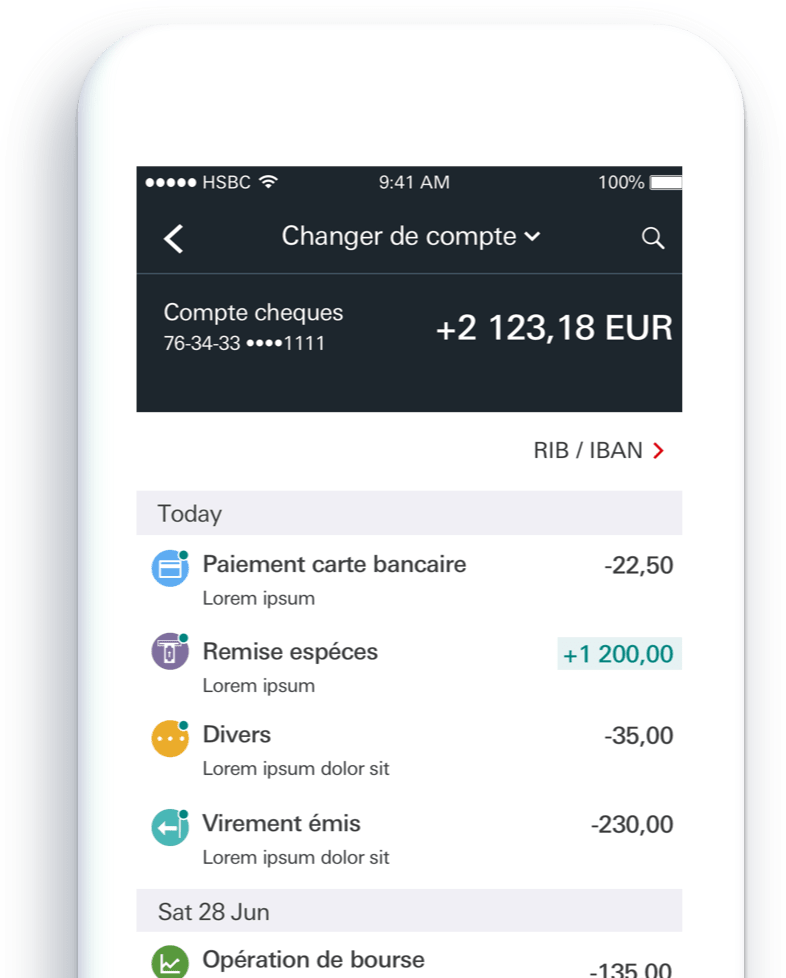 ●●●●● HSBC 9:41 AM 100%
Changer de compte
Compte cheques
+2 123,18 EUR
76-34-33 ●●●●1111
RIB / IBAN
Today
Paiement carte bancaire -22,50
Lorem ipsum
Remise espéces +1 200,00
Lorem ipsum
Divers -35,00
Lorem ipsum dolor sit
Virement émis -230,00
Lorem ipsum dolor sit
Sat 28 Jun
Opération de bourse -135,00